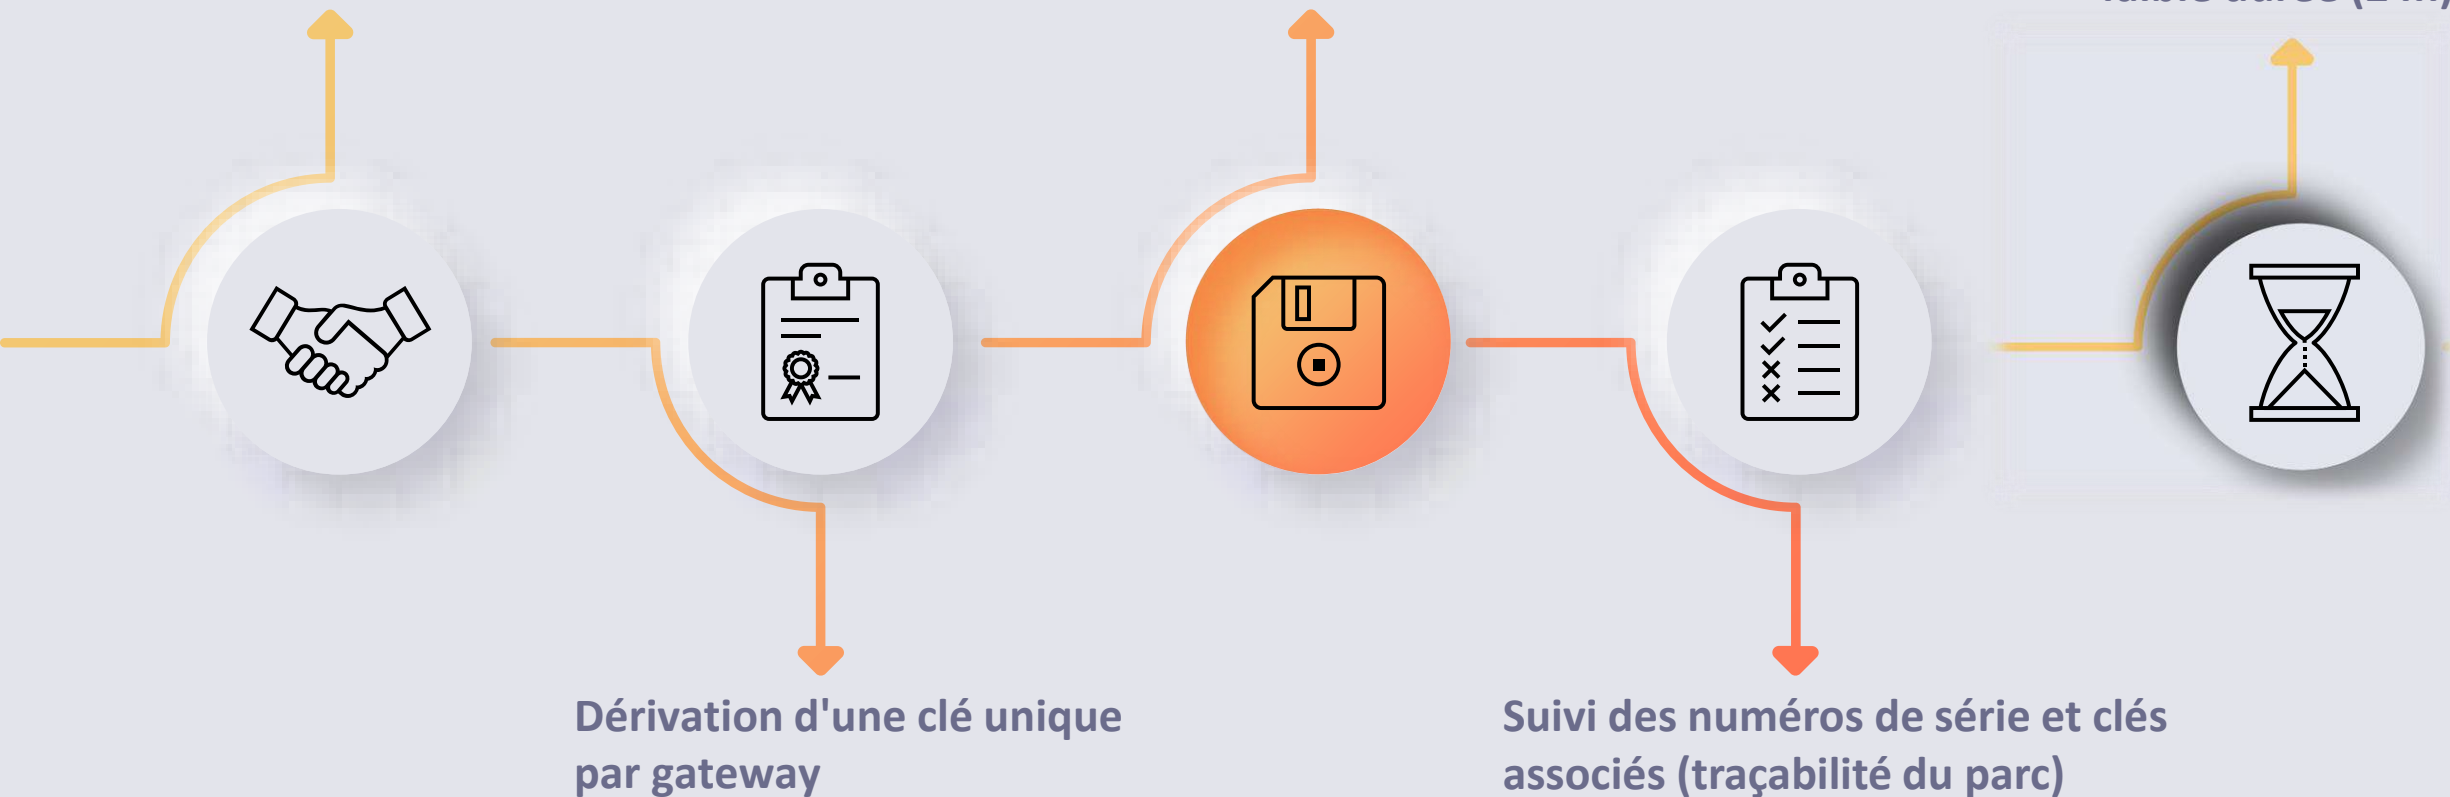 Dérivation d'une clé unique
par gateway
Suivi des numéros de série et clés
associés (traçabilité du parc)